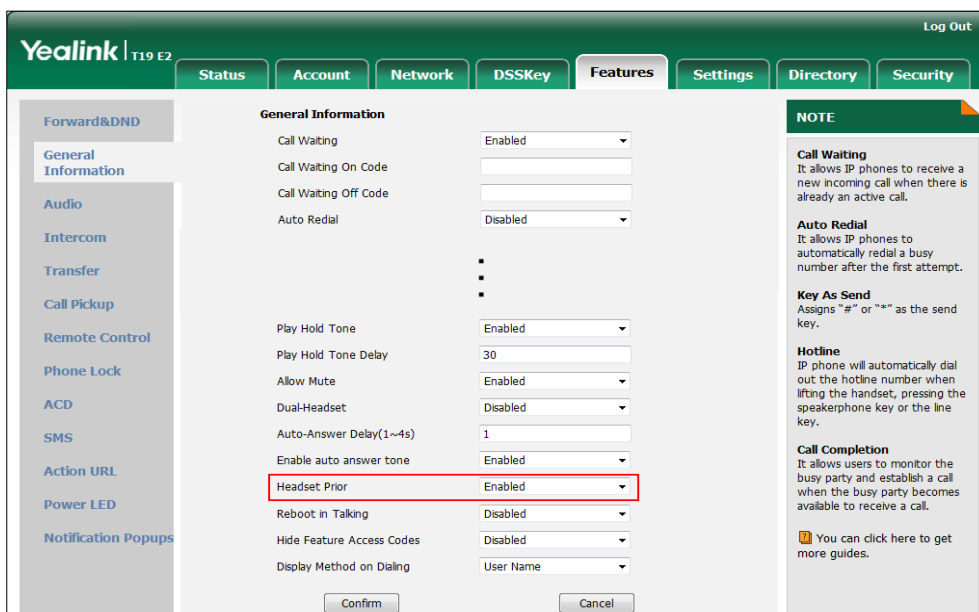 Log Out
Yealink T19 E2
Status Account Network DSSKey Features Settings Directory Security
Forward&DND
General
Information
Audio
Intercom
Transfer
Call Pickup
Remote Control
Phone Lock
ACD
SMS
Action URL
Power LED
Notification Popups
General Information
Call Waiting Enabled
Call Waiting On Code
Call Waiting Off Code
Auto Redial Disabled
Play Hold Tone Enabled
Play Hold Tone Delay 30
Allow Mute Enabled
Dual-Headset Disabled
Auto-Answer Delay(1~4s) 1
Enable auto answer tone Enabled
Headset Prior Enabled
Reboot in Talking Disabled
Hide Feature Access Codes Disabled
Display Method on Dialing User Name
Confirm Cancel
NOTE
Call Waiting
It allows IP phones to receive a
new incoming call when there is
already an active call.
Auto Redial
It allows IP phones to
automatically redial a busy
number after the first attempt.
Key As Send
Assigns "#" or "*" as the send
key.
Hotline
IP phone will automatically dial
out the hotline number when
lifting the handset, pressing the
speakerphone key or the line
key.
Call Completion
It allows users to monitor the
busy party and establish a call
when the busy party becomes
available to receive a call.
? You can click here to get
more guides.